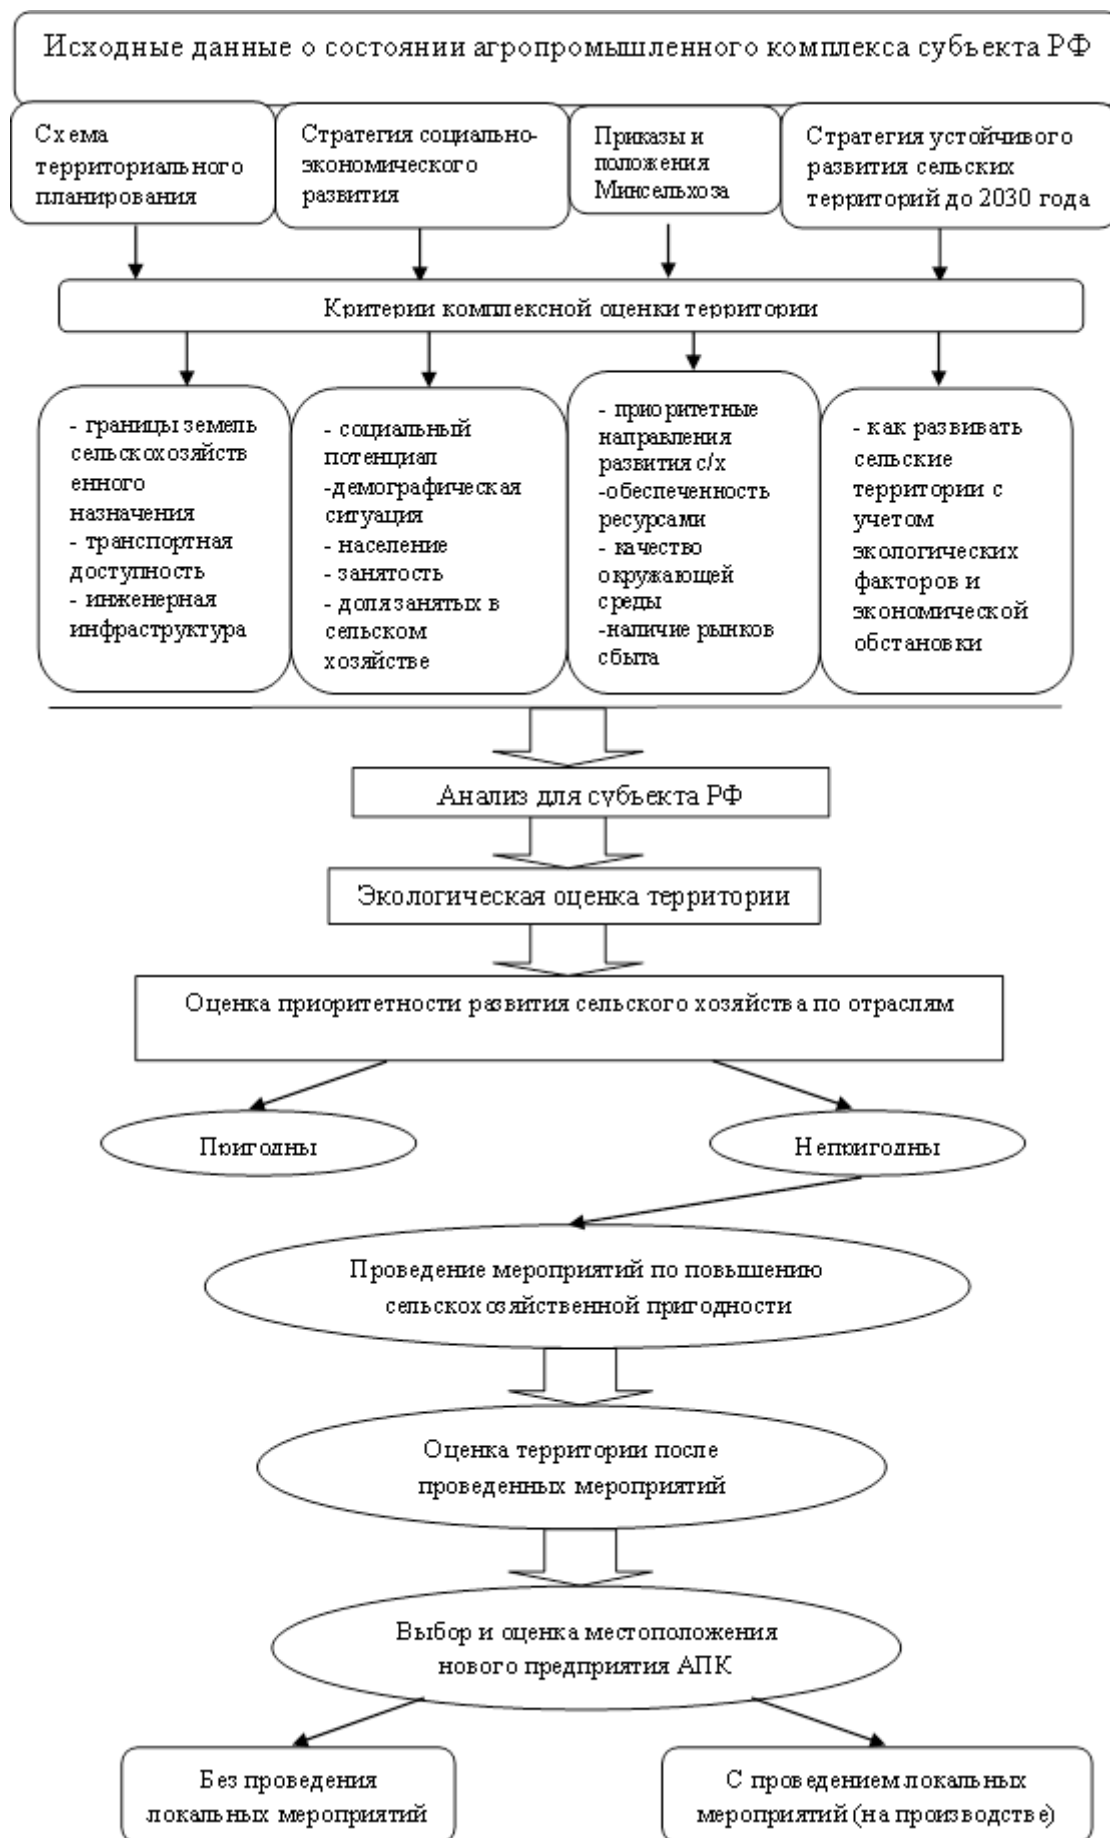 Исходные данные о состоянии агропромышленного комплекса субъекта РФ
Схема
территориального
планирования
Стратегия социально-
экономического
развития
Приказы и
положения
Минсельхоза
Стратегия устойчивого
развития сельских
территорий до 2030 года
Критерии комплексной оценки территории
- границы земель
сельскохозяйств
енного
назначения
- транспортная
доступность
- инженерная
инфраструктура
- социальный
потенциал
-демографическая
ситуация
- население
- занятость
- доля занятых в
сельском
хозяйстве
- приоритетные
направления
развития с/х
-обеспеченность
ресурсами
- качество
окружающей
среды
-наличие рынков
сбыта
- как развивать
сельские
территории с
учетом
экологических
факторов и
экономической
обстановки
Анализ для субъекта РФ
Экологическая оценка территории
Оценка приоритетности развития сельского хозяйства по отраслям
Пригодны
Непригодны
Проведение мероприятий по повышению
сельскохозяйственной пригодности
Оценка территории после
проведенных мероприятий
Выбор и оценка местоположения
нового предприятия АПК
Без проведения
локальных мероприятий
С проведением локальных
мероприятий (на производстве)